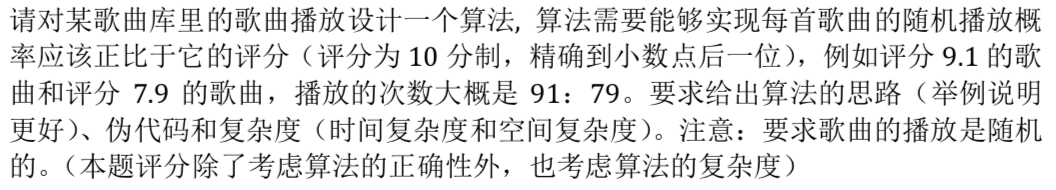 请对某歌曲库里的歌曲播放设计一个算法, 算法需要能够实现每首歌曲的随机播放概
率应该正比于它的评分（评分为 10 分制，精确到小数点后一位），例如评分 9.1 的歌
曲和评分 7.9 的歌曲，播放的次数大概是 91：79。要求给出算法的思路（举例说明
更好）、伪代码和复杂度（时间复杂度和空间复杂度）。注意：要求歌曲的播放是随机
的。（本题评分除了考虑算法的正确性外，也考虑算法的复杂度）